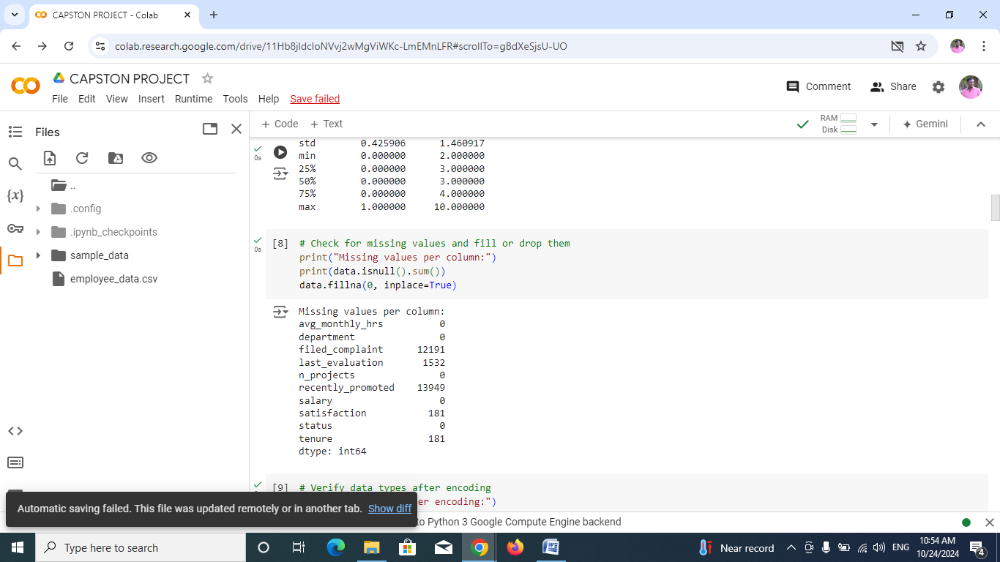 CAPSTON PROJECT - Colab
colab.research.google.com/drive/11Hb8jIdcIoNVvj2wMgViWKc-LmEMnLFR#scrollTo=gBdXeSjsU-UO
CAPSTON PROJECT
File Edit View Insert Runtime Tools Help Save failed
Comment Share
Files
+ Code + Text
RAM
Disk
Gemini
..
.config
.ipynb_checkpoints
sample_data
employee_data.csv
0s
std 0.425906 1.460917
min 0.000000 2.000000
25% 0.000000 3.000000
50% 0.000000 3.000000
75% 0.000000 4.000000
max 1.000000 10.000000
0s
[8] # Check for missing values and fill or drop them
print("Missing values per column:")
print(data.isnull().sum())
data.fillna(0, inplace=True)
Missing values per column:
avg_monthly_hrs 0
department 0
filed_complaint 12191
last_evaluation 1532
n_projects 0
recently_promoted 13949
salary 0
satisfaction 181
status 0
tenure 181
dtype: int64
[9] # Verify data types after encoding
er encoding:")
Automatic saving failed. This file was updated remotely or in another tab. Show diff
to Python 3 Google Compute Engine backend
Type here to search
Near record
ENG
10:54 AM
10/24/2024
4